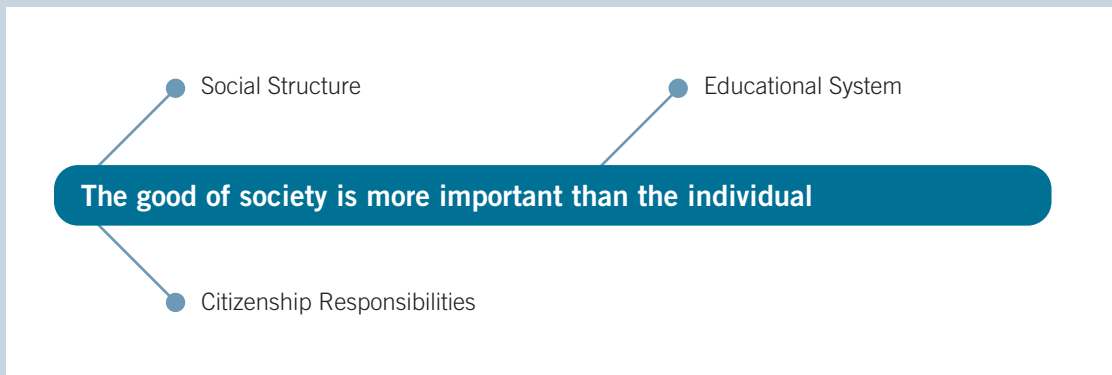 Social Structure
Educational System
The good of society is more important than the individual
Citizenship Responsibilities